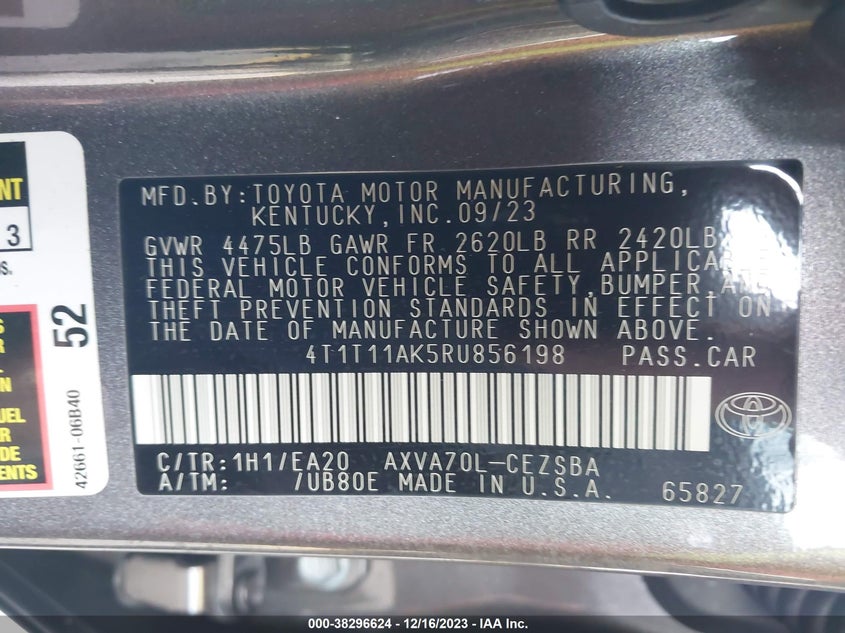 MFD.BY:TOYOTA MOTOR MANUFACTURING,
KENTUCKY,INC.09/23
GVWR 4475LB GAWR FR 2620LB RR 2420LB
THIS VEHICLE CONFORMS TO ALL
FEDERAL MOTOR VEHICLE SAFETY,BUMPER,AND
THEFT PREVENTION STANDARDS IN EFFECT ON
THE DATE OF MANUFACTURE SHOWN ABOVE.
4T1T11AK5RU856198 PASS.CAR
C/TR:1H1/EA20 AXVA70L-CEZSBA
A/TM: /UB80E MADE IN U.S.A. 65827
3
52
42661-06B40
000-38296624 / 12/16/2023 / IAA Inc.